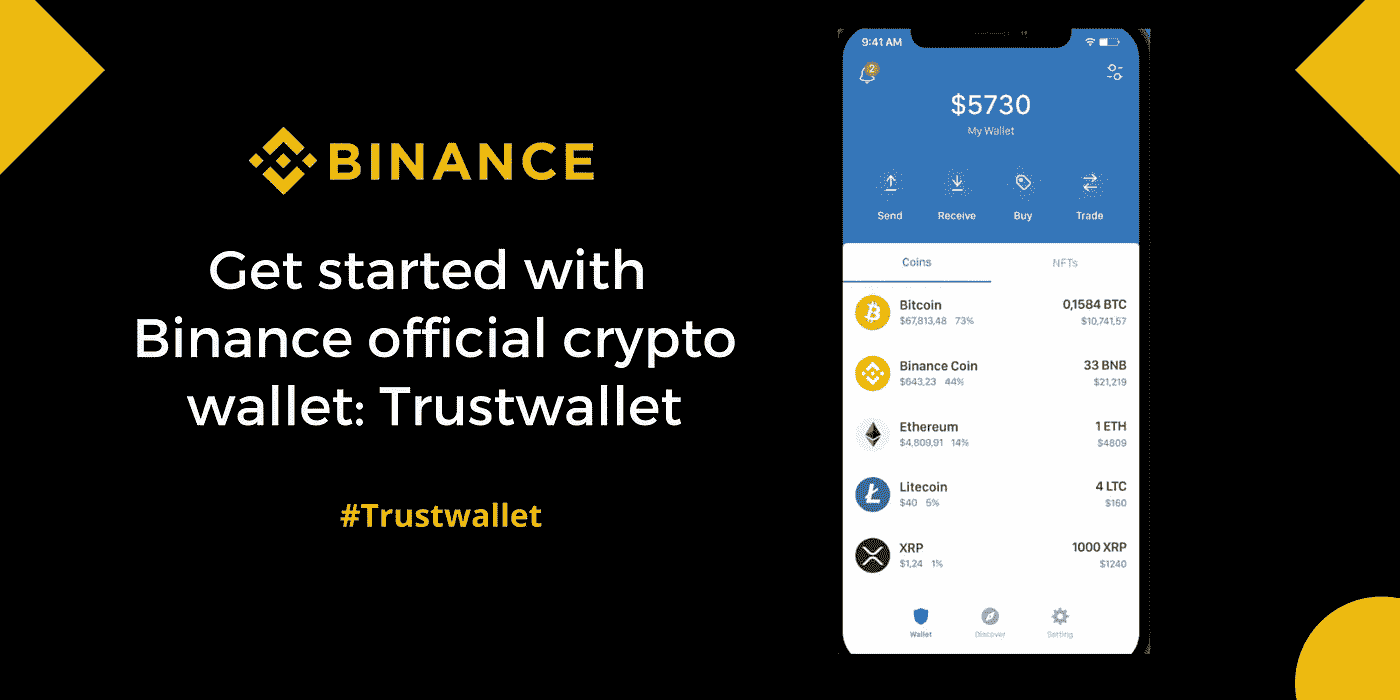 BINANCE
Get started with
Binance official crypto
wallet: Trustwallet
#Trustwallet
9:41 AM
2
$5730
My Wallet
Send Receive Buy Trade
Coins NFTs
Bitcoin 0,1584 BTC
$67,813,48 73% $10,741,57
Binance Coin 33 BNB
$643,23 44% $21,219
Ethereum 1 ETH
$4,809,91 14% $4809
Litecoin 4 LTC
$40 5% $160
XRP 1000 XRP
$1,24 1% $1240
Wallet Discover Setting